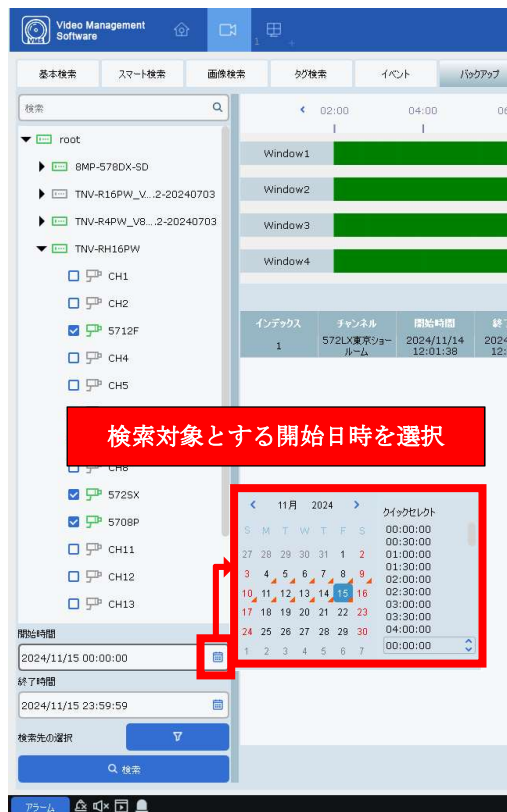 Video Management
Software
1
+
基本検索 スマート検索 画像検索 タグ検索 イベント バックアップ
検索
02:00 04:00
root
8MP-578DX-SD
TNV-R16PW_V...2-20240703
TNV-R4PW_V8...2-20240703
TNV-RH16PW
CH1
CH2
5712F
CH4
CH5
CH8
572SX
5708P
CH11
CH12
CH13
Window1
Window2
Window3
Window4
インデックス チャンネル 開始時間
1 572LX東京ショールーム 2024/11/14 12:01:38
検索対象とする開始日時を選択
11月 2024
S M T W T F S
27 28 29 30 31 1 2
3 4 5 6 7 8 9
10 11 12 13 14 15 16
17 18 19 20 21 22 23
24 25 26 27 28 29 30
1 2 3 4 5 6 7
クイックセレクト
00:00:00
00:30:00
01:00:00
01:30:00
02:00:00
02:30:00
03:00:00
03:30:00
04:00:00
00:00:00
開始時間
2024/11/15 00:00:00
終了時間
2024/11/15 23:59:59
検索先の選択
検索
アラーム